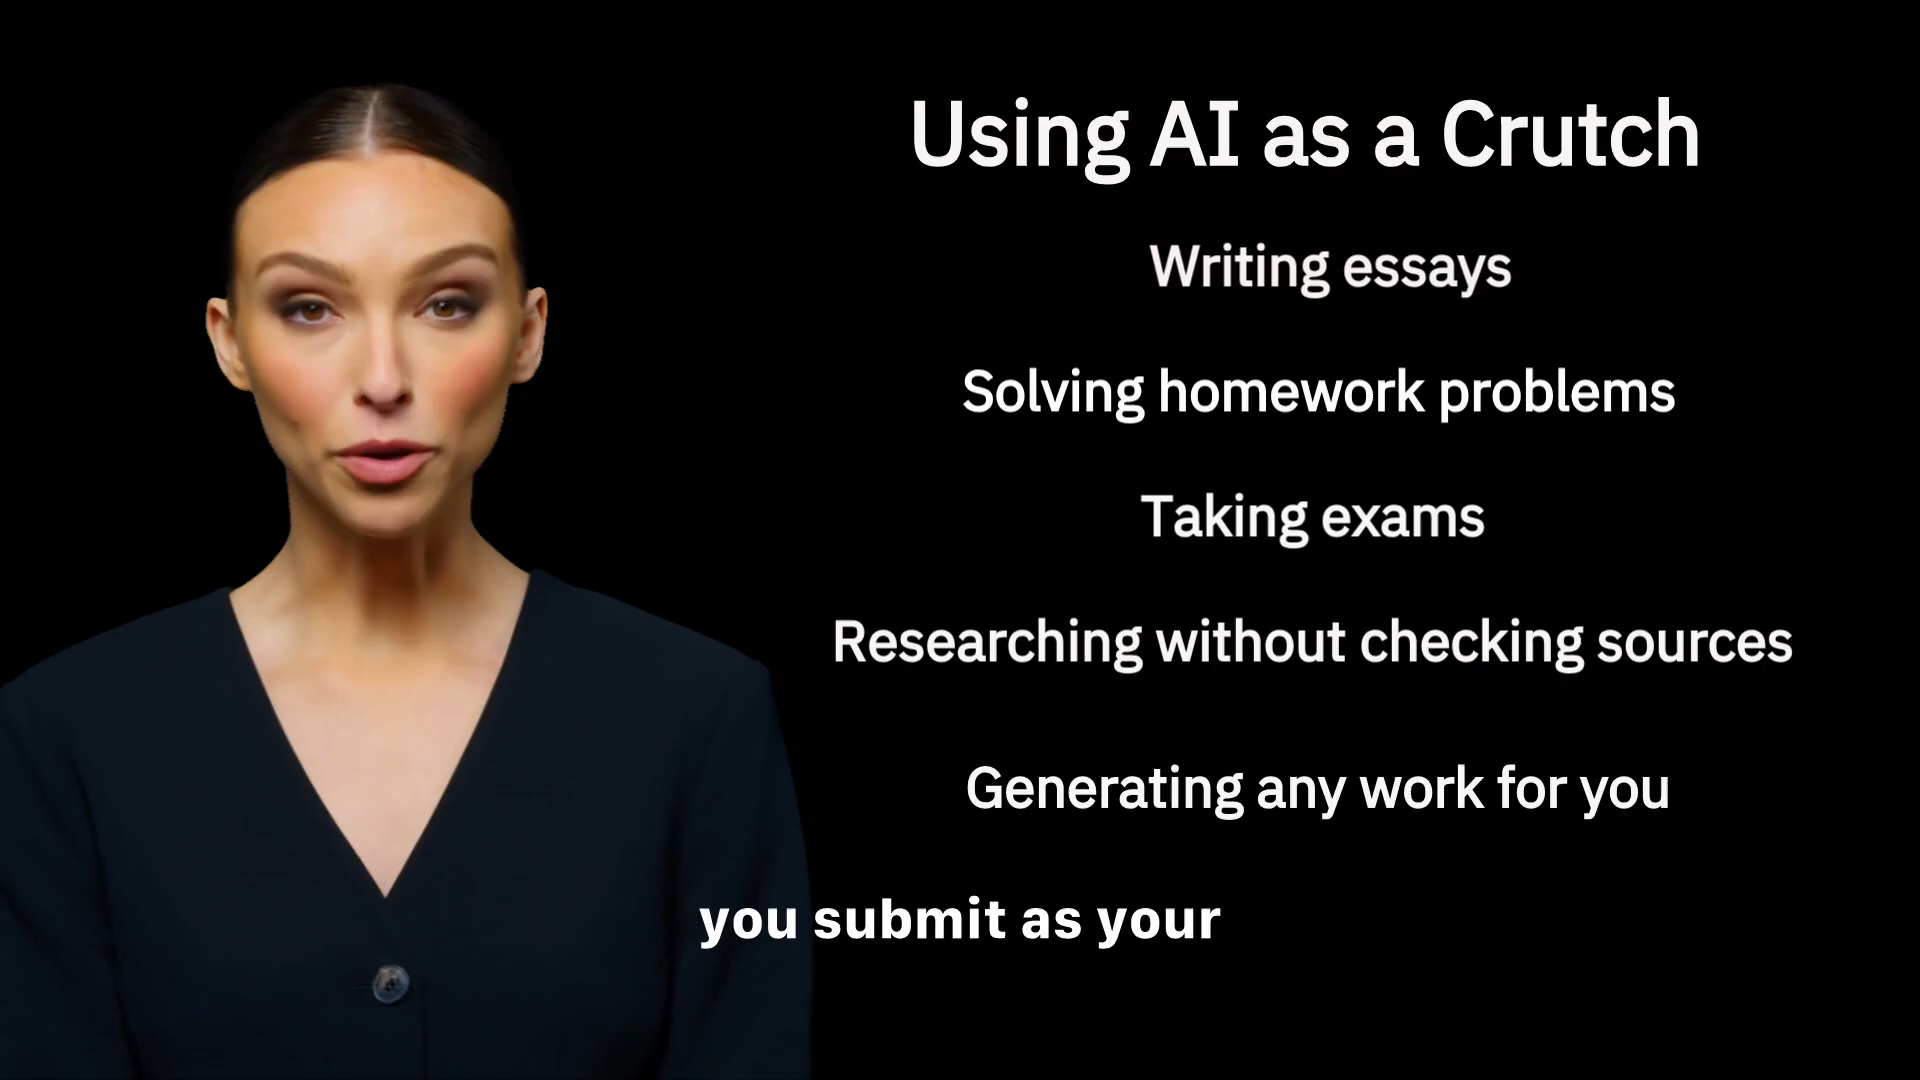 Using AI as a Crutch
Writing essays
Solving homework problems
Taking exams
Researching without checking sources
Generating any work for you
you submit as your